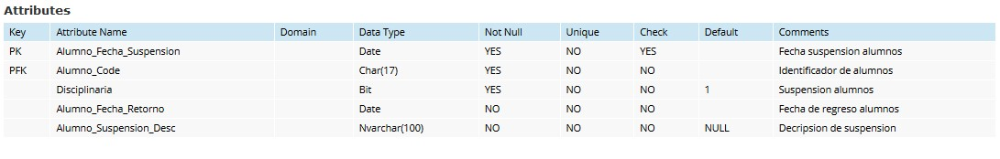 Attributes
Key Attribute Name Domain Data Type Not Null Unique Check Default Comments
PK Alumno_Fecha_Suspension Date YES NO YES Fecha suspension alumnos
PFK Alumno_Code Char(17) YES NO NO Identificador de alumnos
Disciplinaria Bit YES NO NO 1 Suspension alumnos
Alumno_Fecha_Retorno Date NO NO NO Fecha de regreso alumnos
Alumno_Suspension_Desc Nvarchar(100) NO NO NO NULL Decripsion de suspension